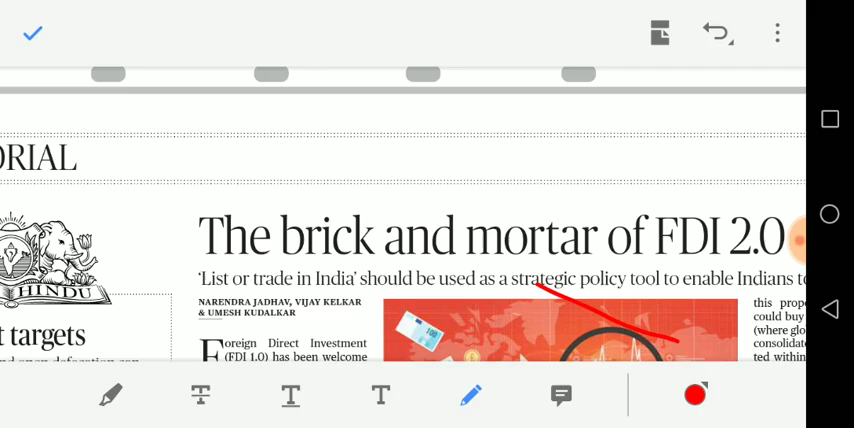 ORIAL
The brick and mortar of FDI 2.0
‘List or trade in India’ should be used as a strategic policy tool to enable Indians to
HINDU
t targets
NARENDRA JADHAV, VIJAY KELKAR
& UMESH KUDALKAR
Foreign Direct Investment
(FDI 1.0) has been welcome
100
this prop
could buy
(where glo
consolidat
ted within